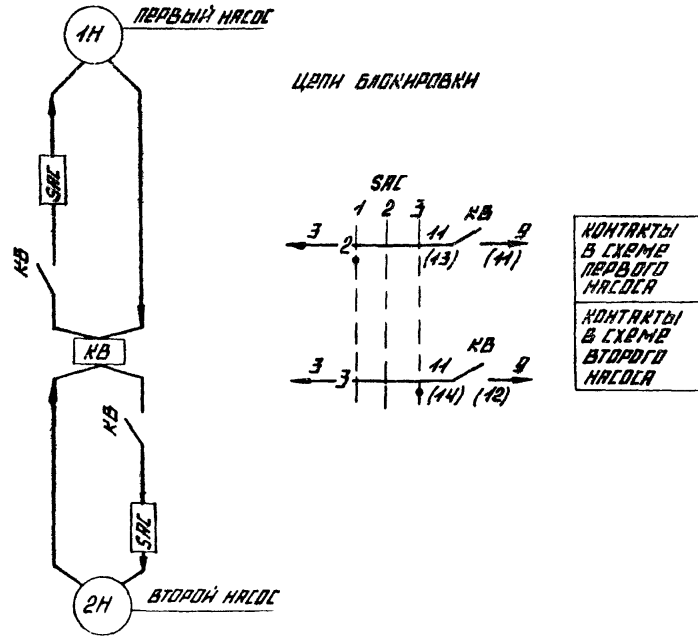 1Н ПЕРВЫЙ НАСОС
ЦЕПИ БЛОКИРОВКИ
SAC
SAC
1 2 3 КВ
3 2 11 9
(13) (11)
КОНТАКТЫ
В СХЕМЕ
ПЕРВОГО
НАСОСА
КВ
КВ
КОНТАКТЫ
В СХЕМЕ
ВТОРОГО
НАСОСА
3 3 11 КВ 9
(14) (12)
КВ
SAC
2Н ВТОРОЙ НАСОС